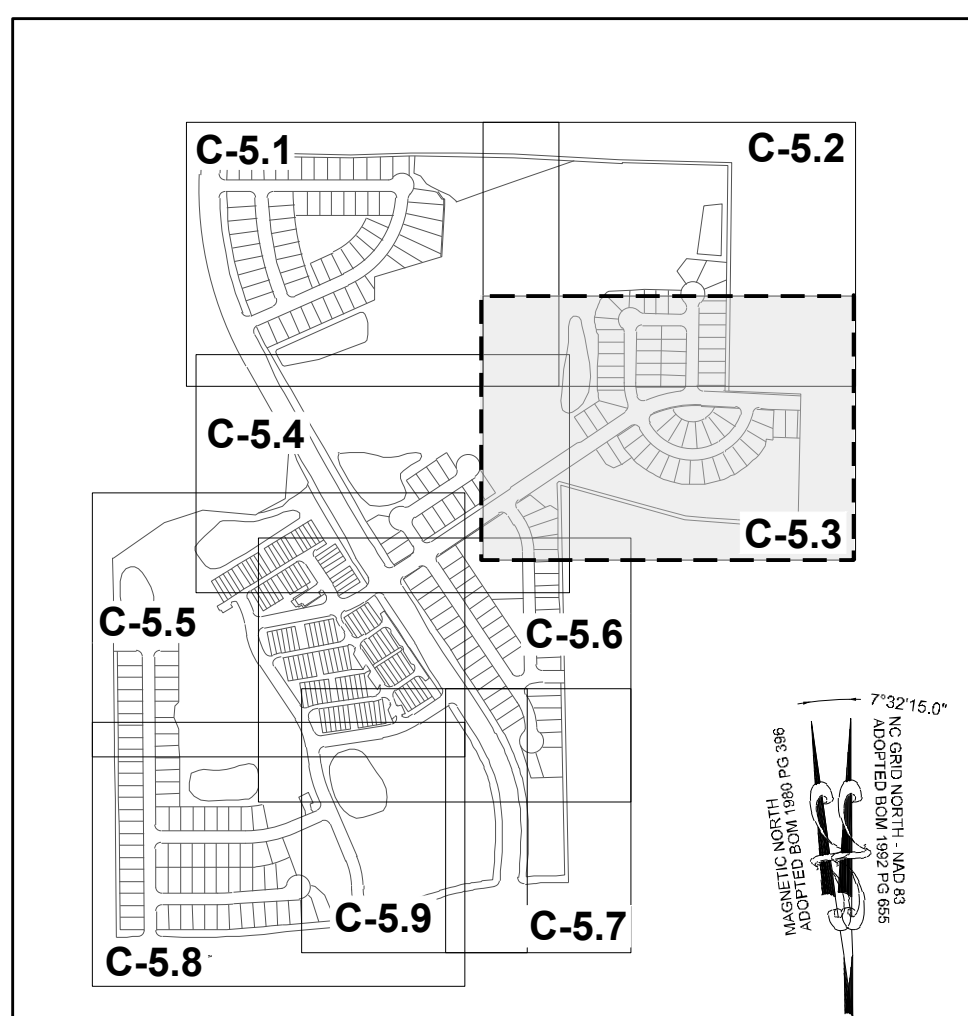 C-5.1
C-5.2
C-5.4
C-5.3
C-5.5
C-5.6
7°32'15.0"
NC GRID NORTH - NAD 83
ADOPTED BOM 1992 PG 655
MAGNETIC NORTH
ADOPTED BOM 1980 PG 396
C-5.9
C-5.7
C-5.8